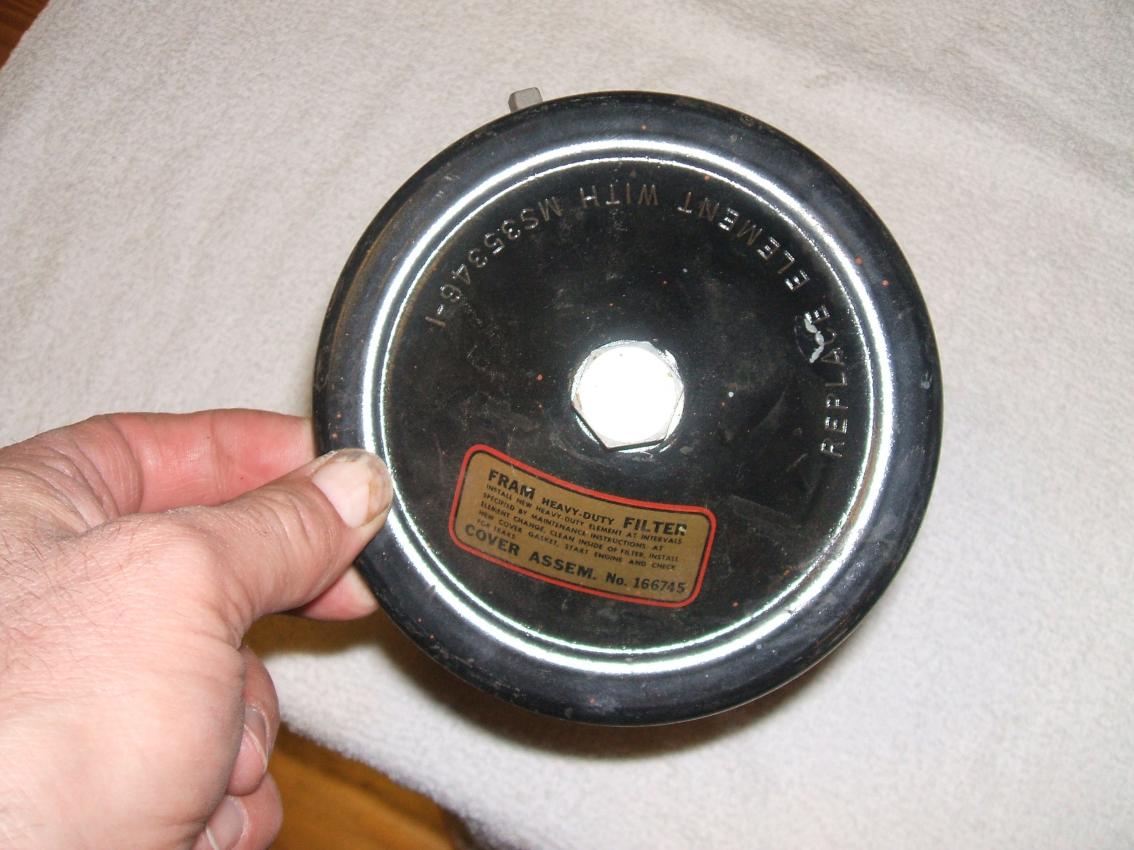 REPLACE ELEMENT WITH MS35346-1
FRAM HEAVY-DUTY FILTER
INSTALL NEW HEAVY-DUTY ELEMENT AT INTERVALS
SPECIFIED BY MAINTENANCE INSTRUCTIONS. AT
ELEMENT CHANGE, CLEAN INSIDE OF FILTER, INSTALL
NEW COVER GASKET, START ENGINE AND CHECK
FOR LEAKS.
COVER ASSEM. No. 166745